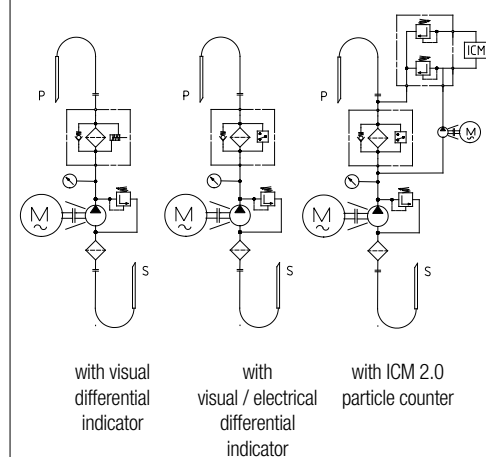 ICM
P
P
P
M
M
M
M
S
S
S
with visual
differential
indicator
with
visual / electrical
differential
indicator
with ICM 2.0
particle counter